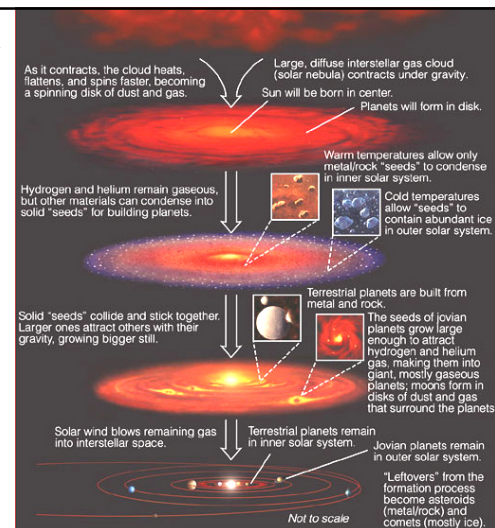 As it contracts, the cloud heats,
flattens, and spins faster, becoming
a spinning disk of dust and gas.
Large, diffuse interstellar gas cloud
(solar nebula) contracts under gravity.
Sun will be born in center.
Planets will form in disk.
Warm temperatures allow only
metal/rock "seeds" to condense
in inner solar system.
Hydrogen and helium remain gaseous,
but other materials can condense into
solid "seeds" for building planets.
Cold temperatures
allow "seeds" to
contain abundant ice
in outer solar system.
Terrestrial planets are built from
metal and rock.
Solid "seeds" collide and stick together.
Larger ones attract others with their
gravity, growing bigger still.
The seeds of jovian
planets grow large
enough to attract
hydrogen and helium
gas, making them into
giant, mostly gaseous
planets; moons form in
disks of dust and gas
that surround the planets
Solar wind blows remaining gas
into interstellar space.
Terrestrial planets remain
in inner solar system.
Jovian planets remain
in outer solar system.
"Leftovers" from the
formation process
become asteroids
(metal/rock) and
comets (mostly ice).
Not to scale